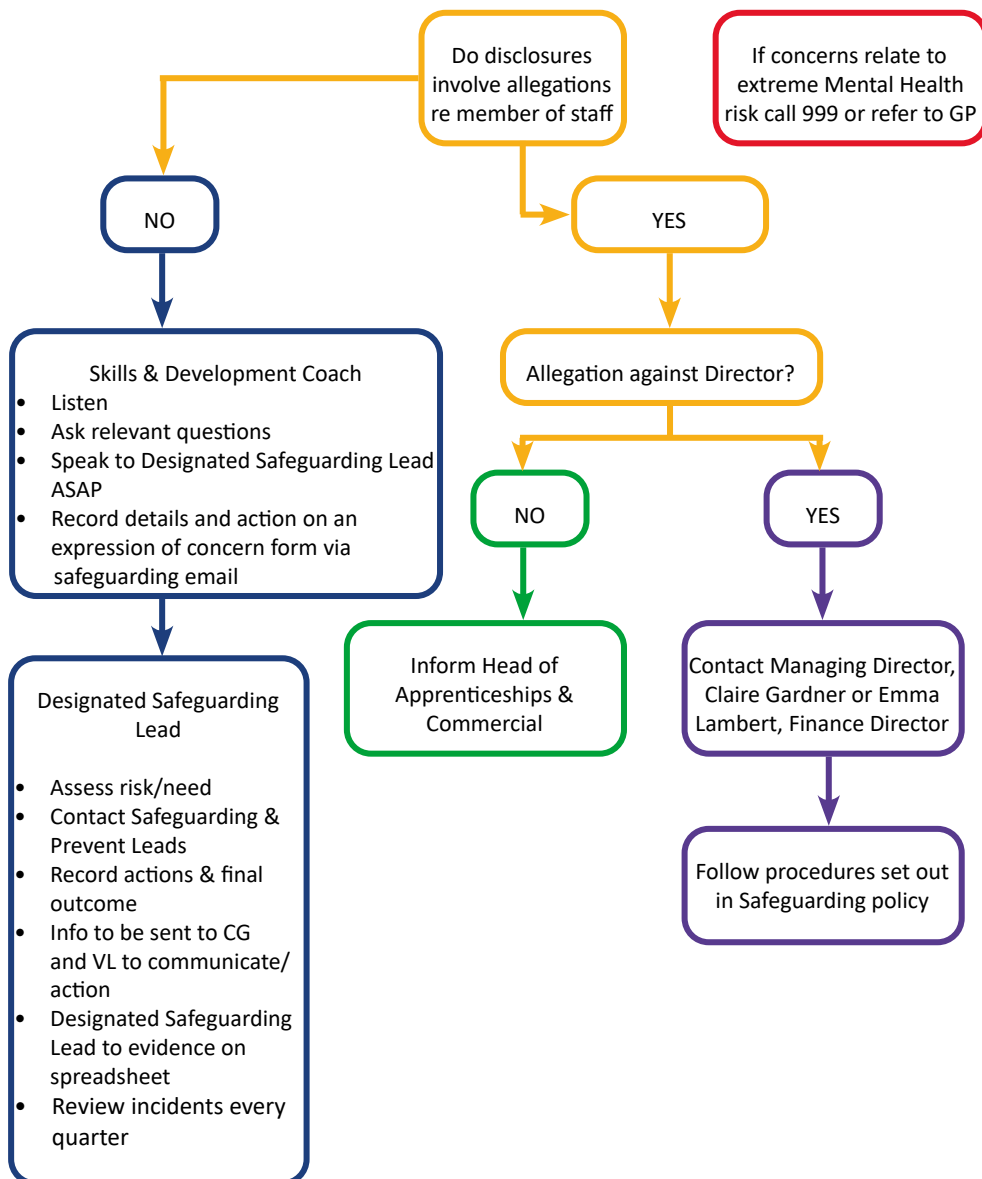 Do disclosures
involve allegations
re member of staff
If concerns relate to
extreme Mental Health
risk call 999 or refer to GP
NO
YES
Skills & Development Coach
• Listen
• Ask relevant questions
• Speak to Designated Safeguarding Lead
ASAP
• Record details and action on an
expression of concern form via
safeguarding email
Allegation against Director?
NO
YES
Inform Head of
Apprenticeships &
Commercial
Contact Managing Director,
Claire Gardner or Emma
Lambert, Finance Director
Follow procedures set out
in Safeguarding policy
Designated Safeguarding
Lead
• Assess risk/need
• Contact Safeguarding &
Prevent Leads
• Record actions & final
outcome
• Info to be sent to CG
and VL to communicate/
action
• Designated Safeguarding
Lead to evidence on
spreadsheet
• Review incidents every
quarter